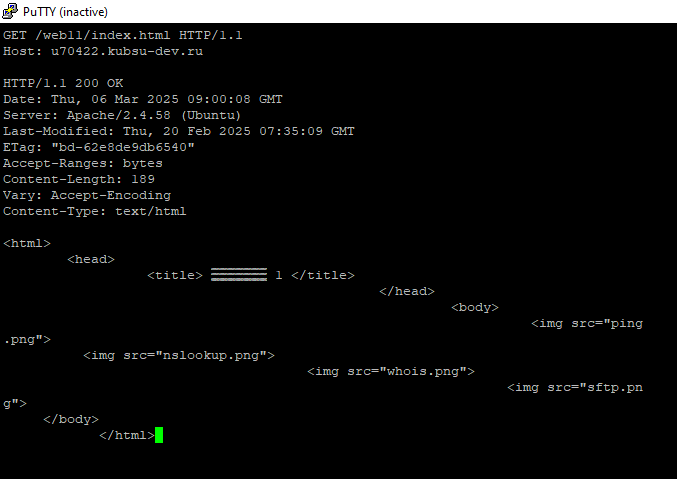 PuTTY (inactive)
GET /web11/index.html HTTP/1.1
Host: u70422.kubsu-dev.ru
HTTP/1.1 200 OK
Date: Thu, 06 Mar 2025 09:00:08 GMT
Server: Apache/2.4.58 (Ubuntu)
Last-Modified: Thu, 20 Feb 2025 07:35:09 GMT
ETag: "bd-62e8de9db6540"
Accept-Ranges: bytes
Content-Length: 189
Vary: Accept-Encoding
Content-Type: text/html
<html>
<head>
<title> 1 </title>
</head>
<body>
<img src="ping
.png">
<img src="nslookup.png">
<img src="whois.png">
<img src="sftp.pn
g">
</body>
</html>